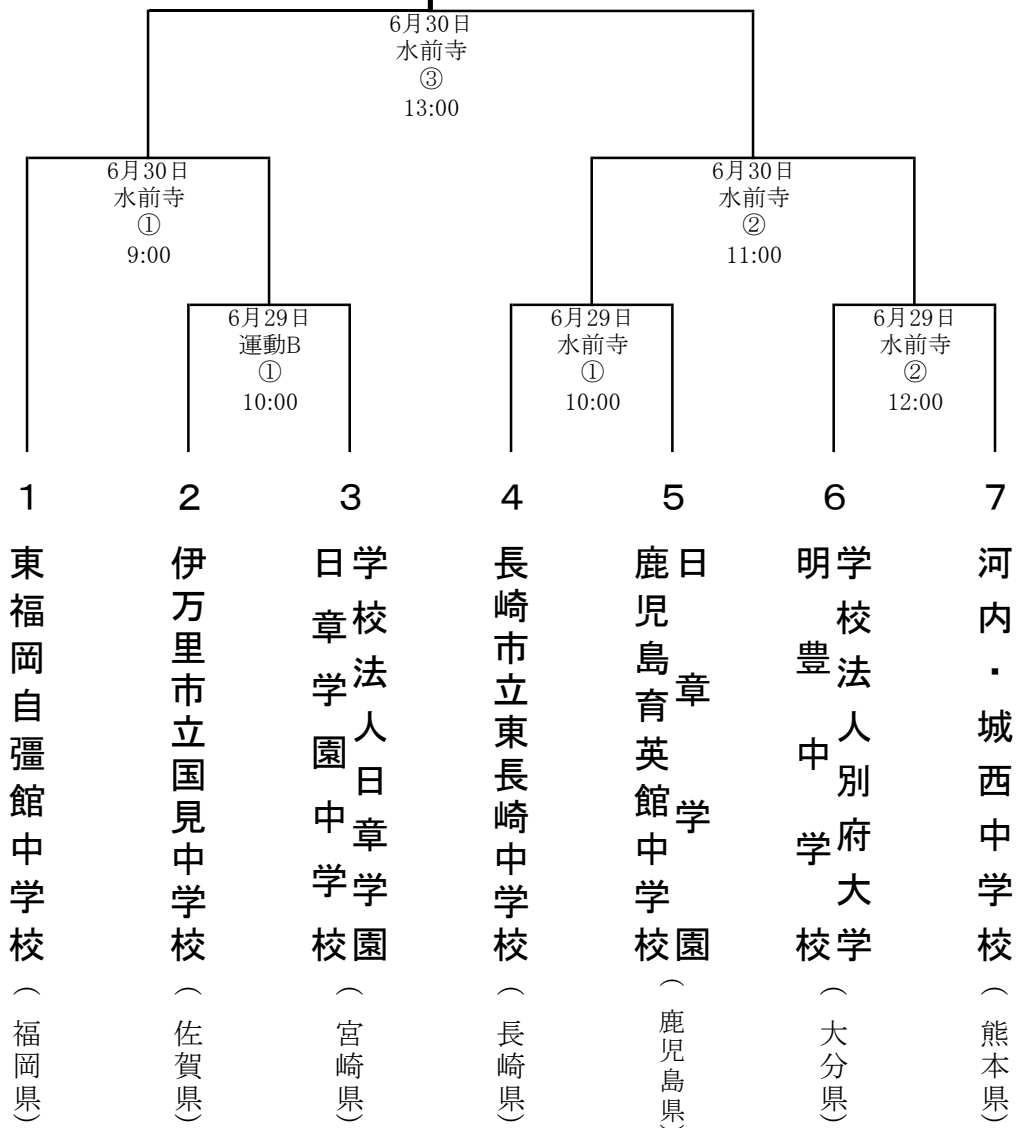 6月30日
水前寺
③
13:00
6月30日
水前寺
①
9:00
6月30日
水前寺
②
11:00
6月29日
運動B
①
10:00
6月29日
水前寺
①
10:00
6月29日
水前寺
②
12:00
1
東福岡自彊館中学校
（福岡県）
2
伊万里市立国見中学校
（佐賀県）
3
学校法人日章学園
日章学園中学校
（宮崎県）
4
長崎市立東長崎中学校
（長崎県）
5
日章学園
鹿児島育英館中学校
（鹿児島県）
6
学校法人別府大学
明豊中学校
（大分県）
7
河内・城西中学校
（熊本県）